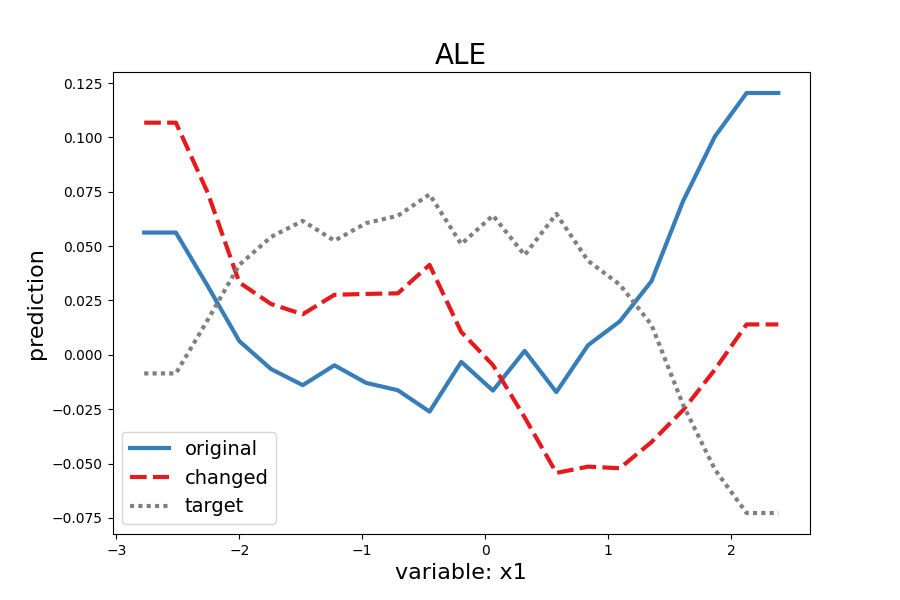 ALE
prediction
0.125
0.100
0.075
0.050
0.025
0.000
−0.025
−0.050
−0.075
original
changed
target
−3
−2
−1
0
1
2
variable: x1